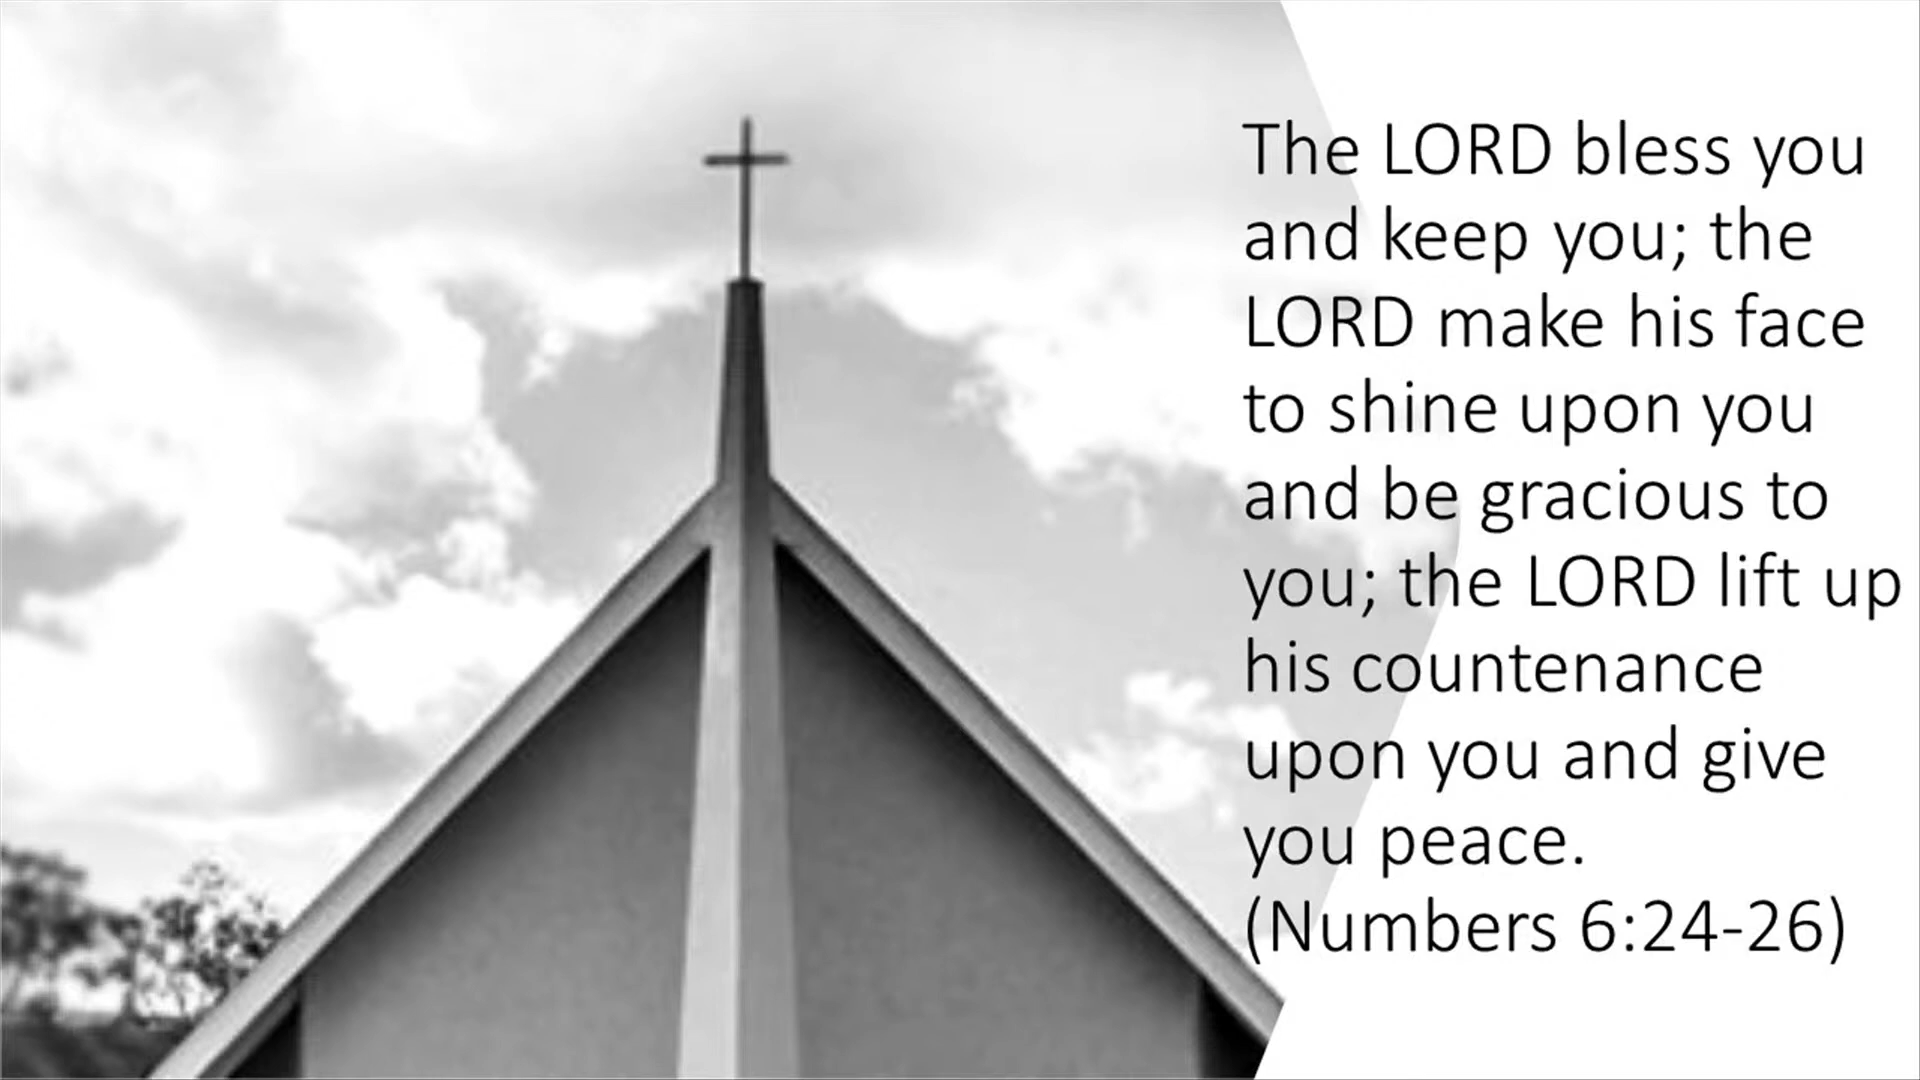 The LORD bless you
and keep you; the
LORD make his face
to shine upon you
and be gracious to
you; the LORD lift up
his countenance
upon you and give
you peace.
(Numbers 6:24-26)